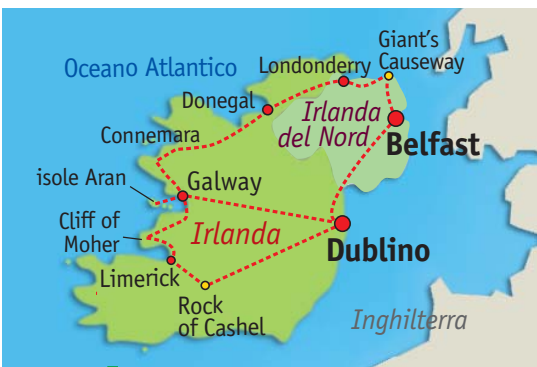 Giant's
Causeway
Oceano Atlantico
Londonderry
Donegal
Irlanda
del Nord
Connemara
Belfast
isole Aran
Galway
Cliff of
Moher
Irlanda
Dublino
Limerick
Rock
of Cashel
Inghilterra